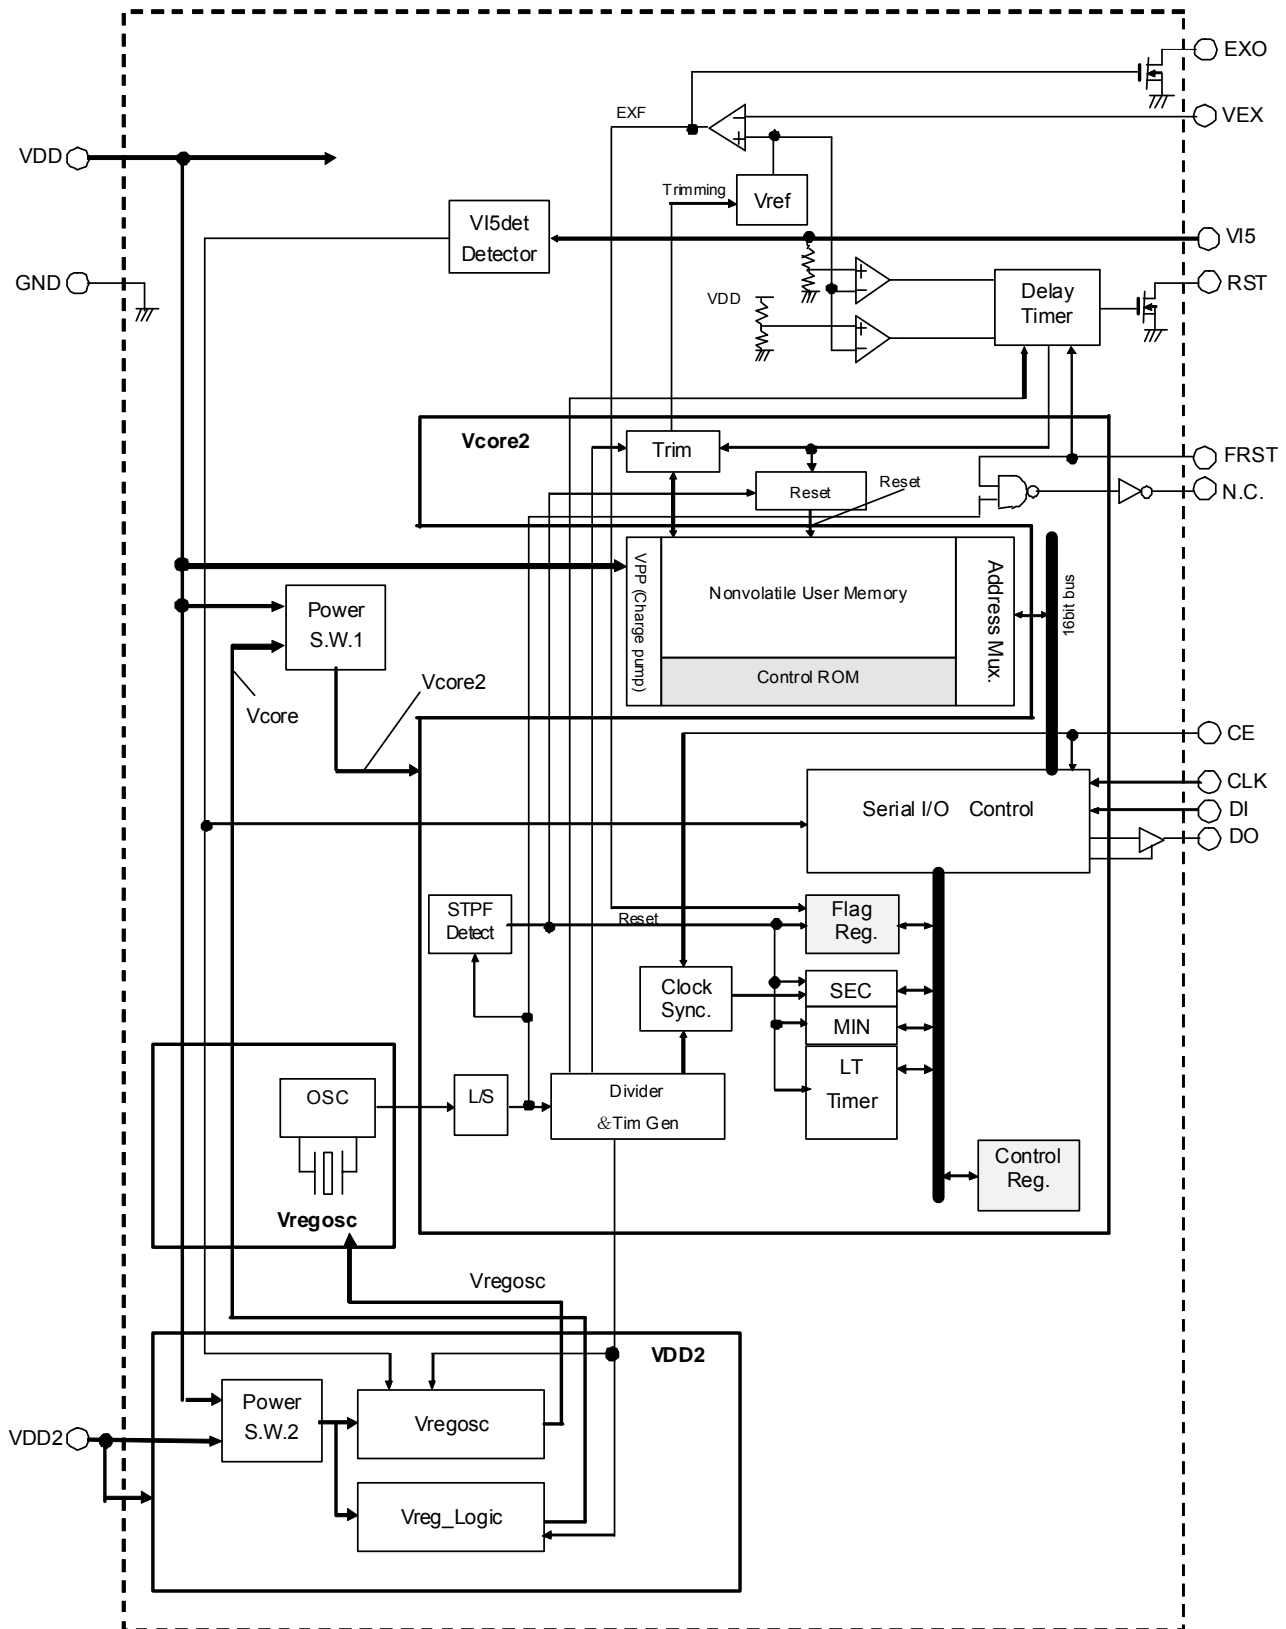 EXO
EXF
VEX
VDD
Trimming
Vref
VI5det
Detector
VI5
GND
RST
VDD
Delay
Timer
Vcore2
Trim
FRST
Reset
Reset
N.C.
VPP (Charge pump)
Nonvolatile User Memory
Address Mux.
16bit bus
Power
S.W.1
Control ROM
Vcore2
Vcore
CE
CLK
Serial I/O Control
DI
DO
STPF
Detect
Reset
Flag
Reg.
Clock
Sync.
SEC
MIN
LT
Timer
OSC
L/S
Divider
&Tim Gen
Control
Reg.
Vregosc
Vregosc
VDD2
Power
S.W.2
Vregosc
VDD2
Vreg_Logic